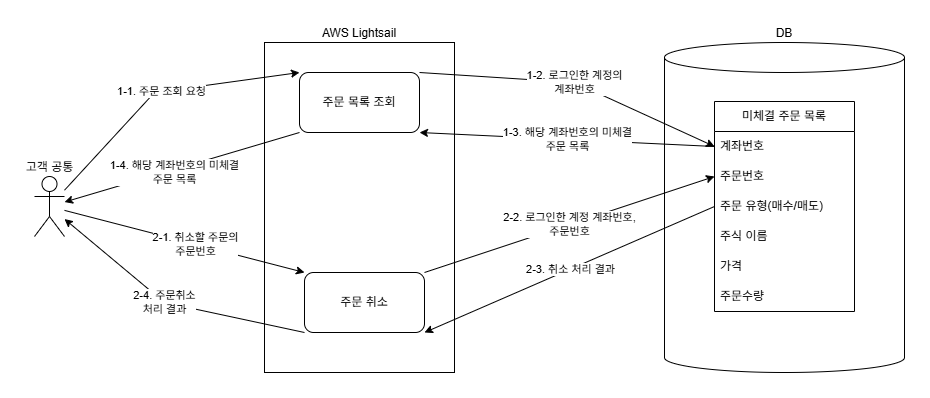 AWS Lightsail
DB
1-1. 주문 조회 요청
주문 목록 조회
1-2. 로그인한 계정의
계좌번호
1-3. 해당 계좌번호의 미체결
주문 목록
1-4. 해당 계좌번호의 미체결
주문 목록
고객 공통
미체결 주문 목록
계좌번호
주문번호
주문 유형(매수/매도)
주식 이름
가격
주문수량
2-1. 취소할 주문의
주문번호
2-2. 로그인한 계정 계좌번호,
주문번호
2-3. 취소 처리 결과
주문 취소
2-4. 주문취소
처리 결과